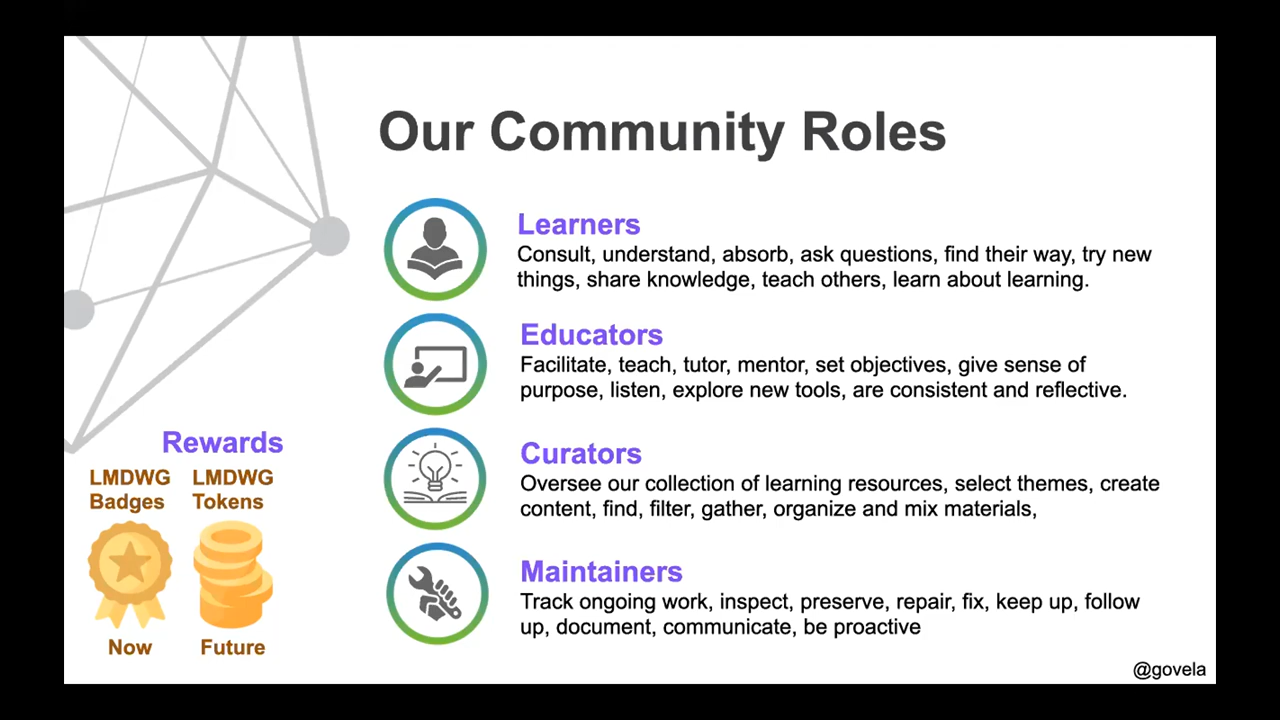 Our Community Roles
Learners
Consult, understand, absorb, ask questions, find their way, try new
things, share knowledge, teach others, learn about learning.
Educators
Facilitate, teach, tutor, mentor, set objectives, give sense of
purpose, listen, explore new tools, are consistent and reflective.
Curators
Oversee our collection of learning resources, select themes, create
content, find, filter, gather, organize and mix materials,
Maintainers
Track ongoing work, inspect, preserve, repair, fix, keep up, follow
up, document, communicate, be proactive
Rewards
LMDWG
Badges
Now
LMDWG
Tokens
Future
@govela